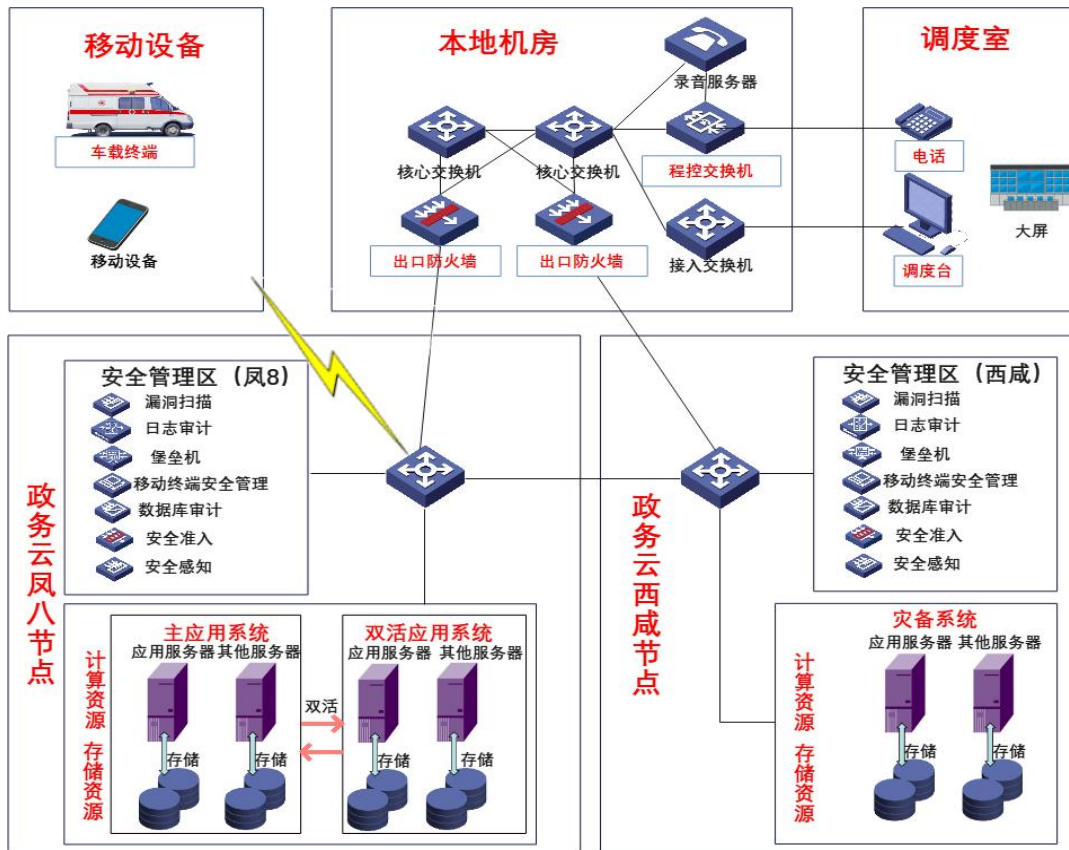 移动设备
车载终端
移动设备
本地机房
录音服务器
核心交换机
核心交换机
程控交换机
出口防火墙
出口防火墙
接入交换机
调度室
电话
大屏
调度台
政务云凤八节点
安全管理区（凤8）
漏洞扫描
日志审计
堡垒机
移动终端安全管理
数据库审计
安全准入
安全感知
计算资源 存储资源
主应用系统
应用服务器 其他服务器
存储 存储
双活
双活应用系统
应用服务器 其他服务器
存储 存储
政务云西咸节点
安全管理区（西咸）
漏洞扫描
日志审计
堡垒机
移动终端安全管理
数据库审计
安全准入
安全感知
灾备系统
计算资源 存储资源
应用服务器 其他服务器
存储 存储